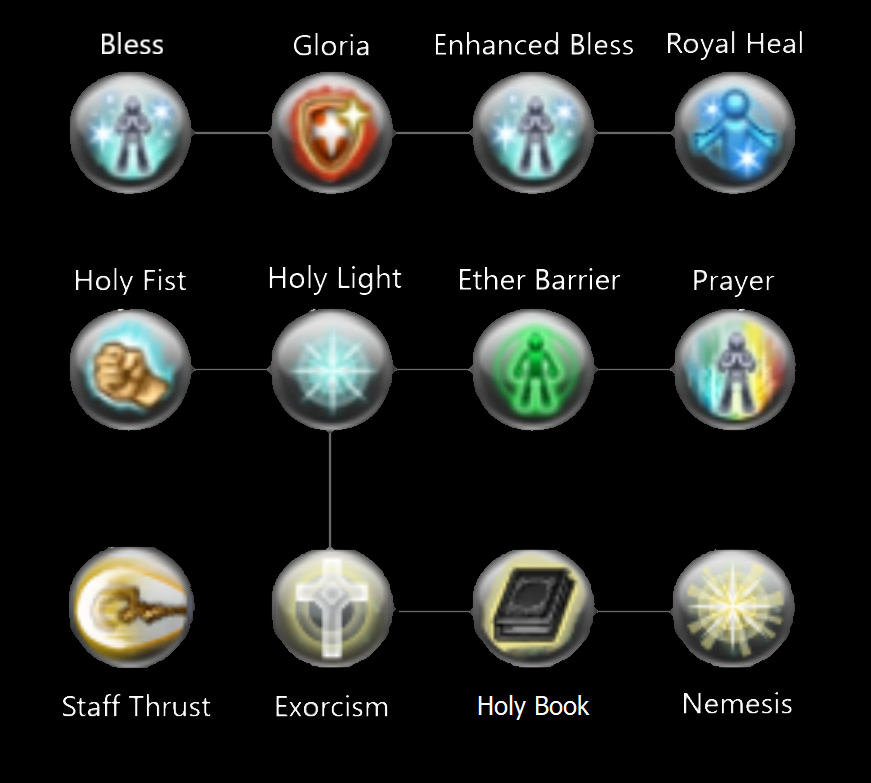 Bless
Gloria
Enhanced Bless
Royal Heal
Holy Fist
Holy Light
Ether Barrier
Prayer
Staff Thrust
Exorcism
Holy Book
Nemesis